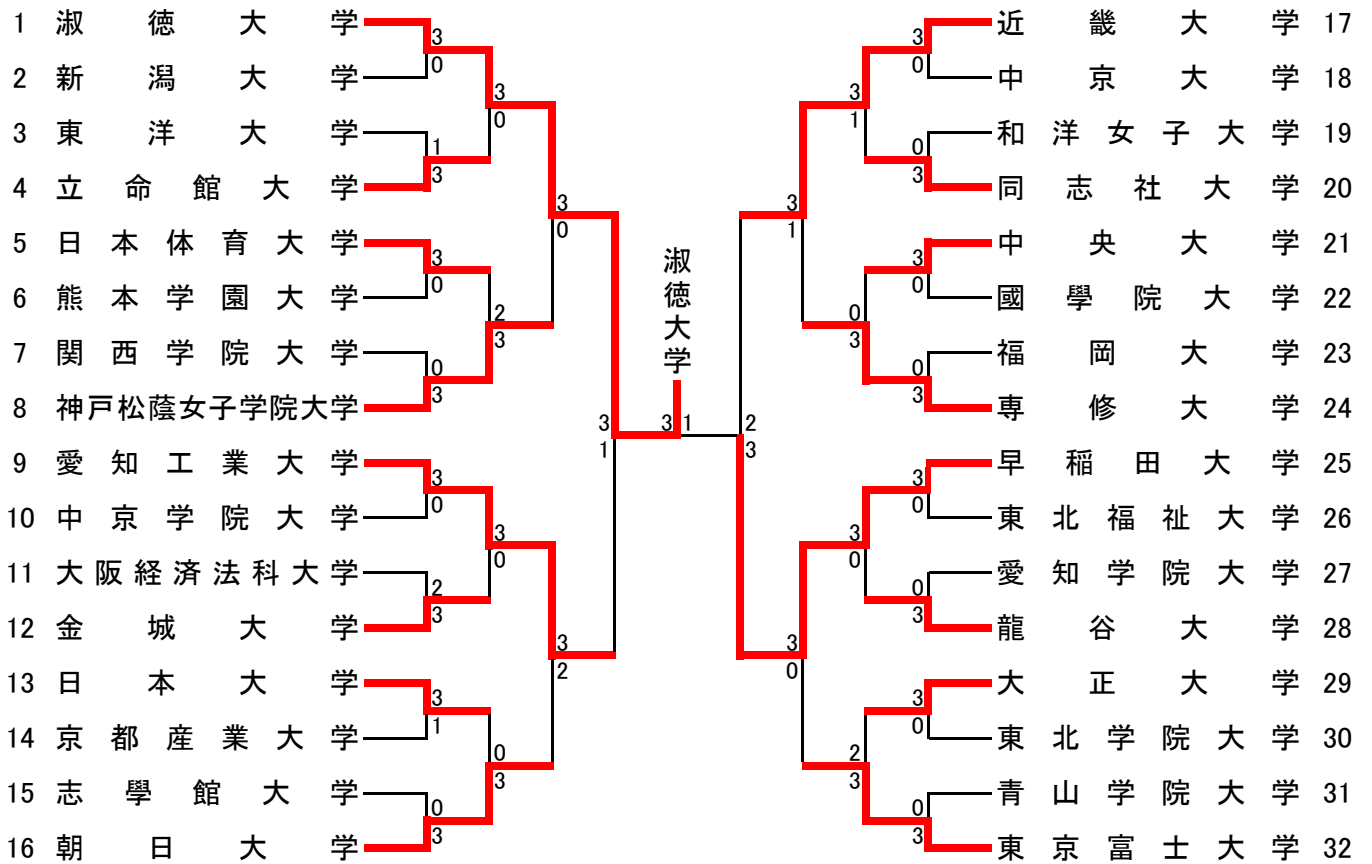 1 淑徳大学
2 新潟大学
3 東洋大学
4 立命館大学
5 日本体育大学
6 熊本学園大学
7 関西学院大学
8 神戸松蔭女子学院大学
9 愛知工業大学
10 中京学院大学
11 大阪経済法科大学
12 金城大学
13 日本大学
14 京都産業大学
15 志學館大学
16 朝日大学
3
0
1
3
3
0
0
3
3
0
2
3
3
1
0
3
3
0
2
3
3
0
0
3
3
0
3
2
3
1
淑徳大学
3 1
2
3
3
1
3
0
3
1
0
3
3
0
2
3
3
0
0
3
3
0
0
3
3
0
0
3
3
0
0
3
近畿大学 17
中京大学 18
和洋女子大学 19
同志社大学 20
中央大学 21
國學院大学 22
福岡大学 23
専修大学 24
早稲田大学 25
東北福祉大学 26
愛知学院大学 27
龍谷大学 28
大正大学 29
東北学院大学 30
青山学院大学 31
東京富士大学 32